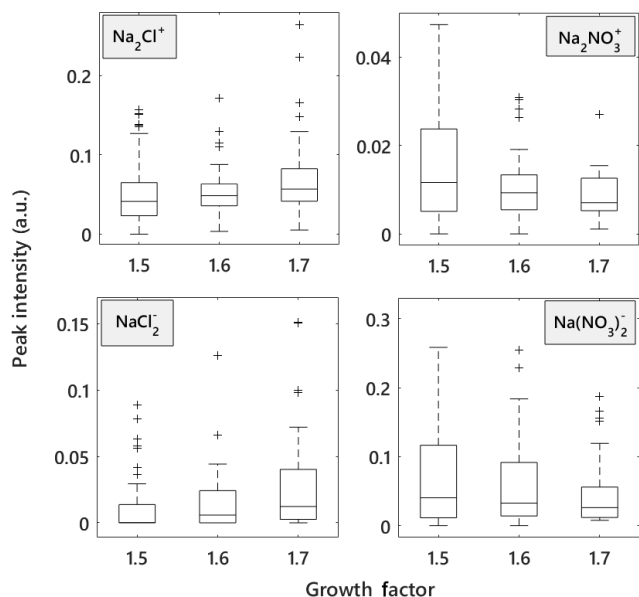 Peak intensity (a.u.)
Na₂Cl⁺
0.2
0.1
0
1.5 1.6 1.7
Na₂NO₃⁺
0.04
0.02
0
1.5 1.6 1.7
NaCl₂⁻
0.15
0.1
0.05
0
1.5 1.6 1.7
Na(NO₃)₂⁻
0.3
0.2
0.1
0
1.5 1.6 1.7
Growth factor